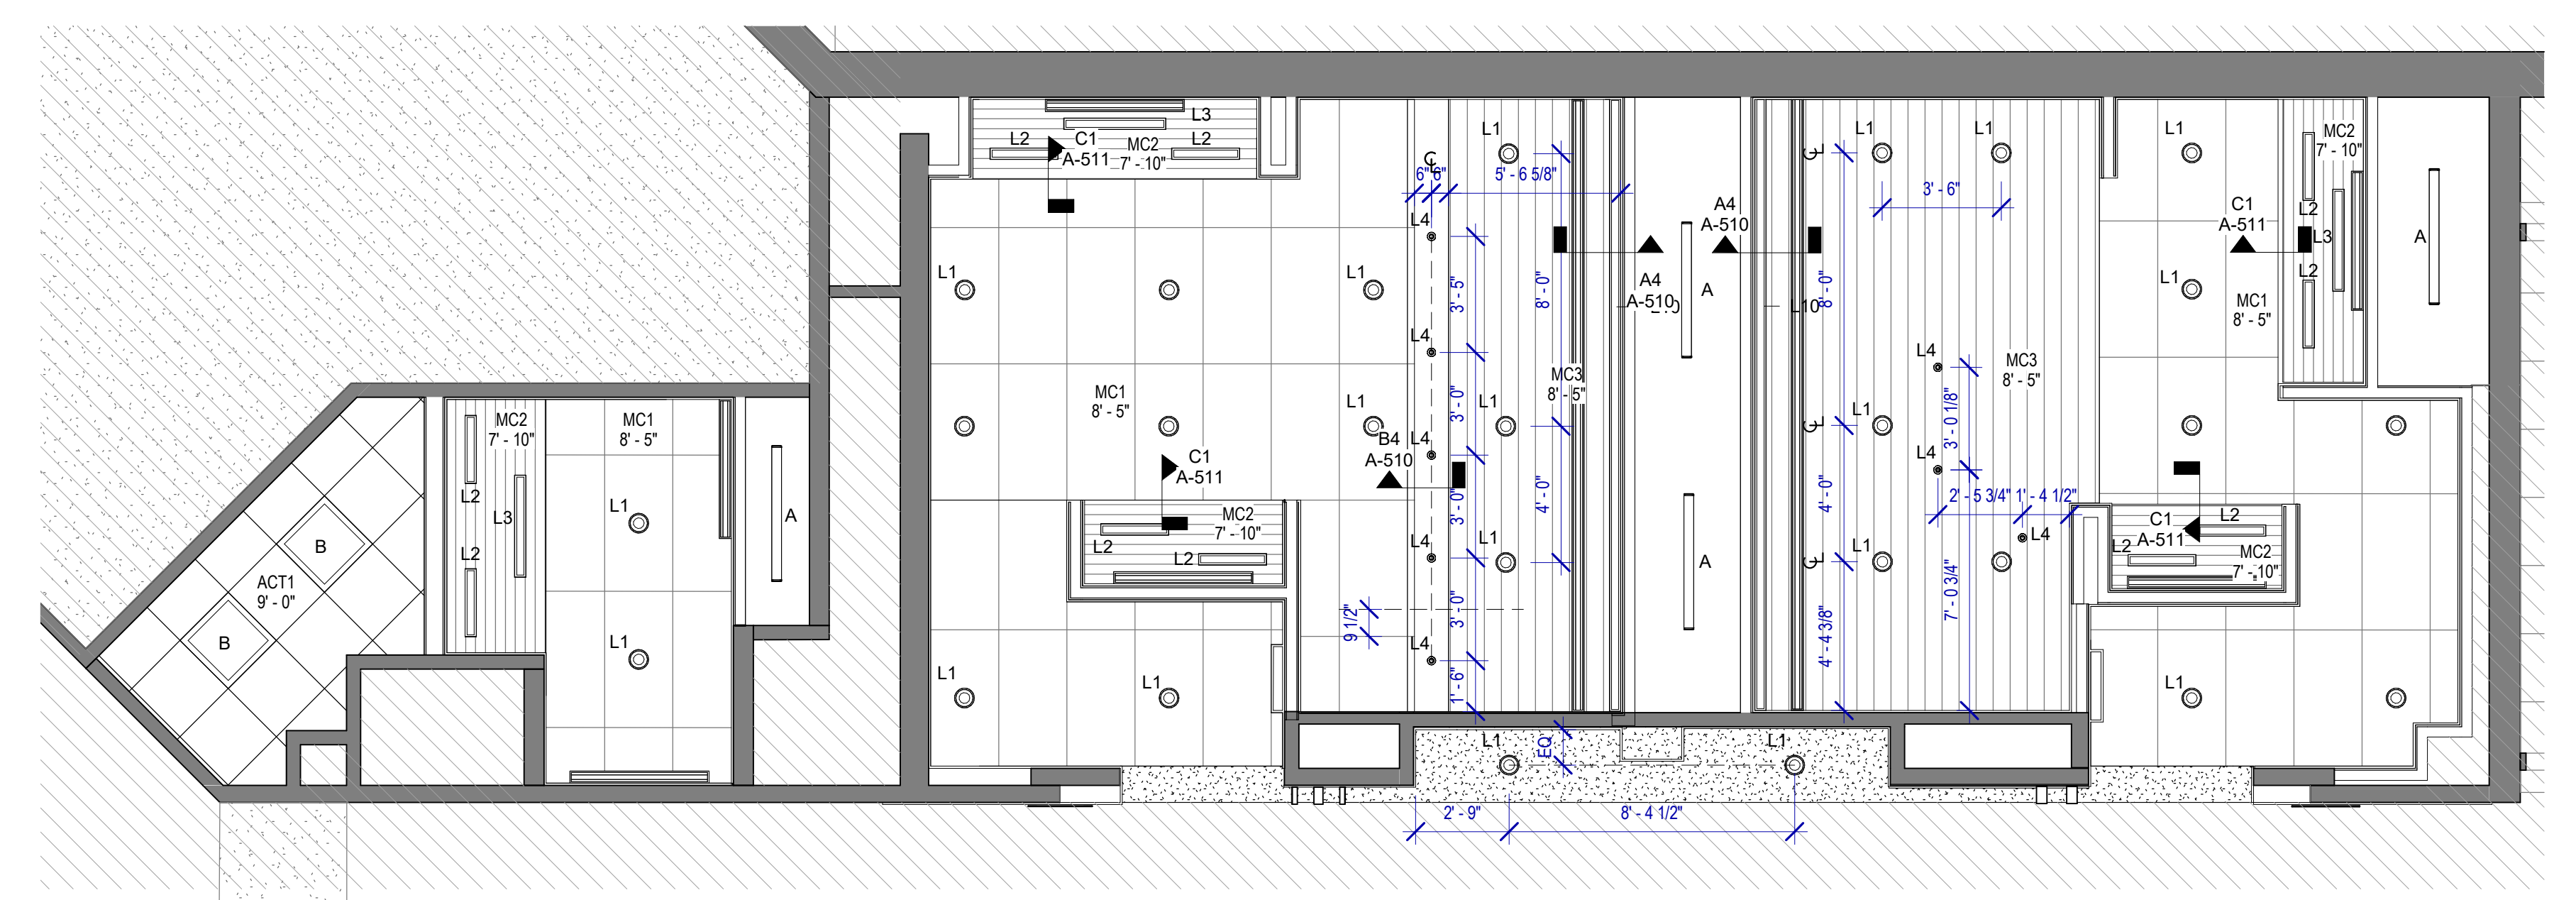 L3
L2
C1
A-511
MC2
7' - 10"
L2
L1
6"
6"
5' - 6 5/8"
L4
3' - 5"
8' - 0"
L1
L1
L1
MC1
8' - 5"
L4
3' - 0"
L1
L1
MC3
8' - 5"
B4
A-510
L4
C1
A-511
MC2
7' - 10"
L2
L2
3' - 0"
4' - 0"
L4
L1
9 1/2"
3' - 0"
L4
1' - 6"
L1
L1
A4
A-510
A4
A-510
A
A
L10
L1
L1
3' - 6"
8' - 0"
L4
MC3
8' - 5"
L1
3' - 0 1/8"
L4
2' - 5 3/4"
1' - 4 1/2"
4' - 0"
L1
L4
7' - 0 3/4"
4' - 4 3/8"
L1
MC2
7' - 10"
C1
A-511
L2
L3
L2
A
L1
MC1
8' - 5"
C1
A-511
L2
L2
MC2
7' - 10"
L1
MC2
7' - 10"
MC1
8' - 5"
L2
L3
L2
L1
L1
A
B
B
ACT1
9' - 0"
L1
EQ
L1
2' - 9"
8' - 4 1/2"